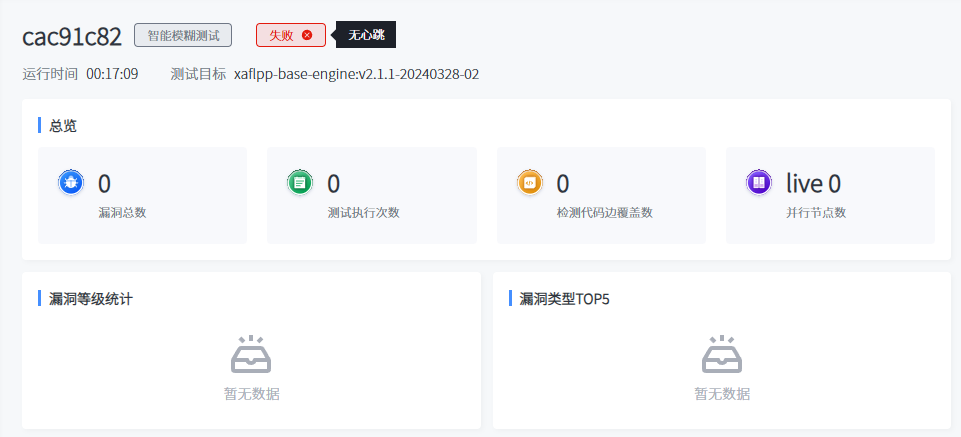 cac91c82 智能模糊测试 失败 无心跳
运行时间 00:17:09 测试目标 xaflpp-base-engine:v2.1.1-20240328-02
总览
0 0 0 live 0
漏洞总数 测试执行次数 检测代码边覆盖数 并行节点数
漏洞等级统计 漏洞类型TOP5
暂无数据 暂无数据